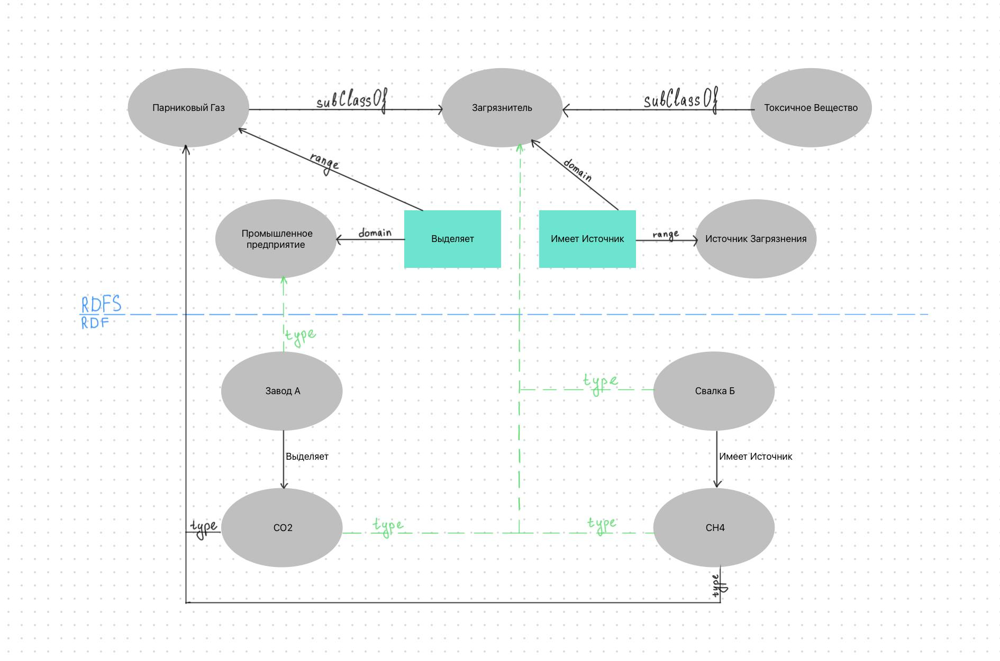 subClassOf
subClassOf
Парниковый Газ
Загрязнитель
Токсичное Вещество
range
domain
Промышленное
предприятие
domain
Выделяет
Имеет Источник
range
Источник Загрязнения
RDFS
RDF
type
type
Завод А
Свалка Б
Выделяет
Имеет Источник
type
type
type
CO2
CH4
type